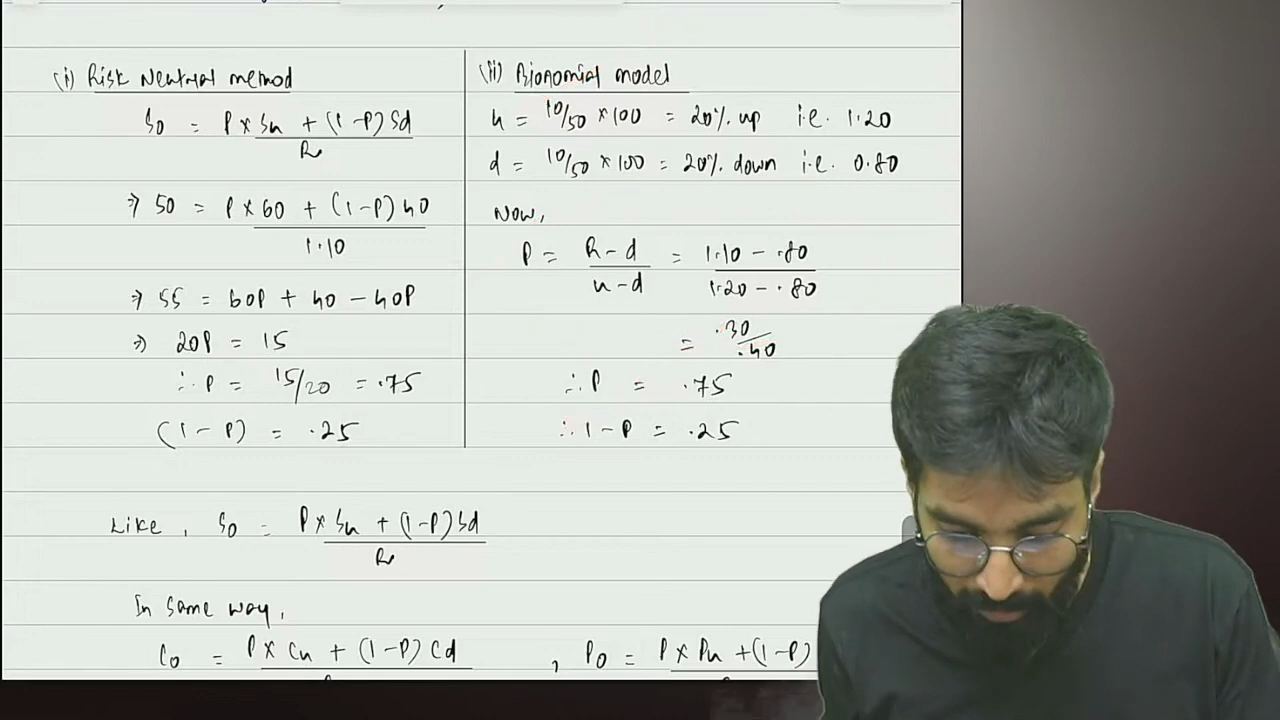 (i) Risk Neutral method
S₀ = P × Su + (1-P) Sd
R
⇒ 50 = P × 60 + (1-P) 40
1.10
⇒ 55 = 60P + 40 - 40P
⇒ 20P = 15
∴ P = 15/20 = .75
(1-P) = .25
(ii) Bionomial model
u = 10/50 × 100 = 20% up i.e. 1.20
d = 10/50 × 100 = 20% down i.e. 0.80
Now,
P = R-d = 1.10 - .80
u-d 1.20 - .80
= .30/.40
∴ P = .75
∴ 1-P = .25
Like, S₀ = P × Su + (1-P) Sd
R
In same way,
C₀ = P × Cu + (1-P) Cd , P₀ = P × Pu + (1-P)